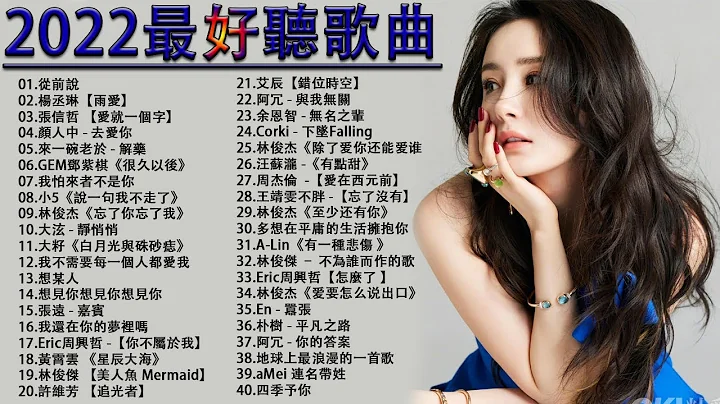 2022最好聽歌曲
01.從前說
02.楊丞琳【雨愛】
03.張信哲 【愛就一個字】
04.顏人中 - 去愛你
05.來一碗老於 - 解藥
06.GEM鄧紫棋《很久以後》
07.我怕來者不是你
08.小5《說一句我不走了》
09.林俊杰《忘了你忘了我》
10.大泫 - 靜悄悄
11.大籽《白月光與硃砂痣》
12.我不需要每一個人都愛我
13.想某人
14.想見你想見你想見你
15.張遠 - 嘉賓
16.我還在你的夢裡嗎
17.Eric周興哲 -【你不屬於我】
18.黃霄雲 《星辰大海》
19.林俊傑 【美人魚 Mermaid】
20.許維芳 【追光者】
21.艾辰【錯位時空】
22.阿冗 - 與我無關
23.余恩智 - 無名之輩
24.Corki - 下墜Falling
25.林俊杰《除了爱你还能爱谁
26.汪蘇瀧 -《有點甜》
27.周杰倫 -【愛在西元前】
28.王靖雯不胖 -【忘了沒有】
29.林俊杰《至少还有你》
30.多想在平庸的生活擁抱你
31.A-Lin《有一種悲傷 》
32.林俊傑 – 不為誰而作的歌
33.Eric周興哲【怎麼了 】
34.林俊杰《爱要怎么说出口》
35.En - 囂張
36.朴樹 - 平凡之路
37.阿冗 - 你的答案
38.地球上最浪漫的一首歌
39.aMei 連名帶姓
40.四季予你